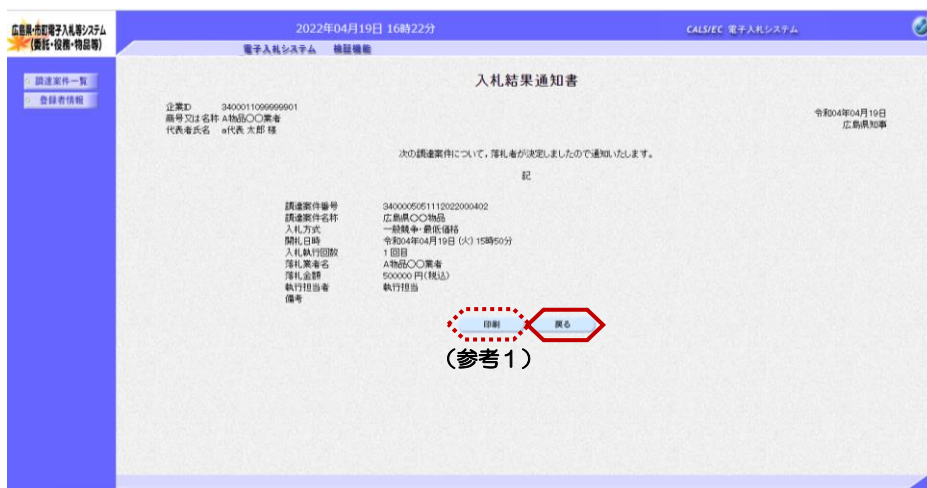 広島県・市町電子入札等システム
(委託・役務・物品等)
2022年04月19日 16時22分
CALS/EC 電子入札システム
電子入札システム 検証機能
調達案件一覧
登録者情報
入札結果通知書
企業ID 3400011099999901
商号又は名称 A物品〇〇業者
代表者氏名 a代表 太郎 様
令和04年04月19日
広島県知事
次の調達案件について，落札者が決定しましたので通知いたします。
記
調達案件番号 340000505111202200402
調達案件名称 広島県〇〇物品
入札方式 一般競争・最低価格
開札日時 令和04年04月19日 (火) 15時50分
入札執行回数 1 回目
落札業者名 A物品〇〇業者
落札金額 500000 円(税込)
執行担当者 執行担当
備考
印刷 戻る
(参考１)